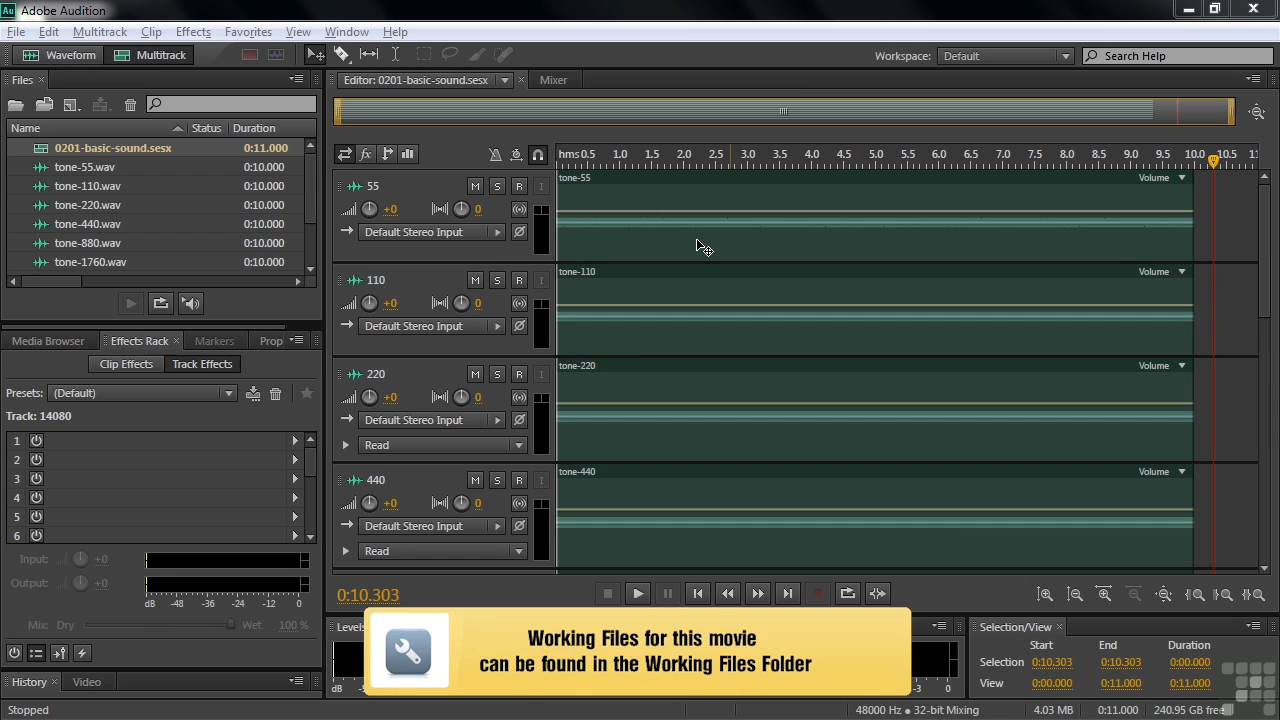 Au Adobe Audition
File Edit Multitrack Clip Effects Favorites View Window Help
Waveform Multitrack Workspace: Default Search Help
Files Editor: 0201-basic-sound.sesx Mixer
Name Status Duration
0201-basic-sound.sesx 0:11.000
tone-55.wav 0:10.000
tone-110.wav 0:10.000
tone-220.wav 0:10.000
tone-440.wav 0:10.000
tone-880.wav 0:10.000
tone-1760.wav 0:10.000
Media Browser Effects Rack Markers Prop
Clip Effects Track Effects
Presets: (Default)
Track: 14080
1
2
3
4
5
6
Input: +0
Output: +0
dB -48 -36 -24 -12 0
Mix: Dry Wet 100 %
History Video
Stopped
fx
hms 0.5 1.0 1.5 2.0 2.5 3.0 3.5 4.0 4.5 5.0 5.5 6.0 6.5 7.0 7.5 8.0 8.5 9.0 9.5 10.0 10.5 11
55 M S R I
+0 0
Default Stereo Input
tone-55 Volume
110 M S R I
+0 0
Default Stereo Input
tone-110 Volume
220 M S R I
+0 0
Default Stereo Input
Read
tone-220 Volume
440 M S R I
+0 0
Default Stereo Input
Read
tone-440 Volume
0:10.303
Levels
dB -3 0
Working Files for this movie
can be found in the Working Files Folder
Selection/View
Start End Duration
Selection 0:10.303 0:10.303 0:00.000
View 0:00.000 0:11.000 0:11.000
48000 Hz ● 32-bit Mixing 4.03 MB 0:11.000 240.95 GB free